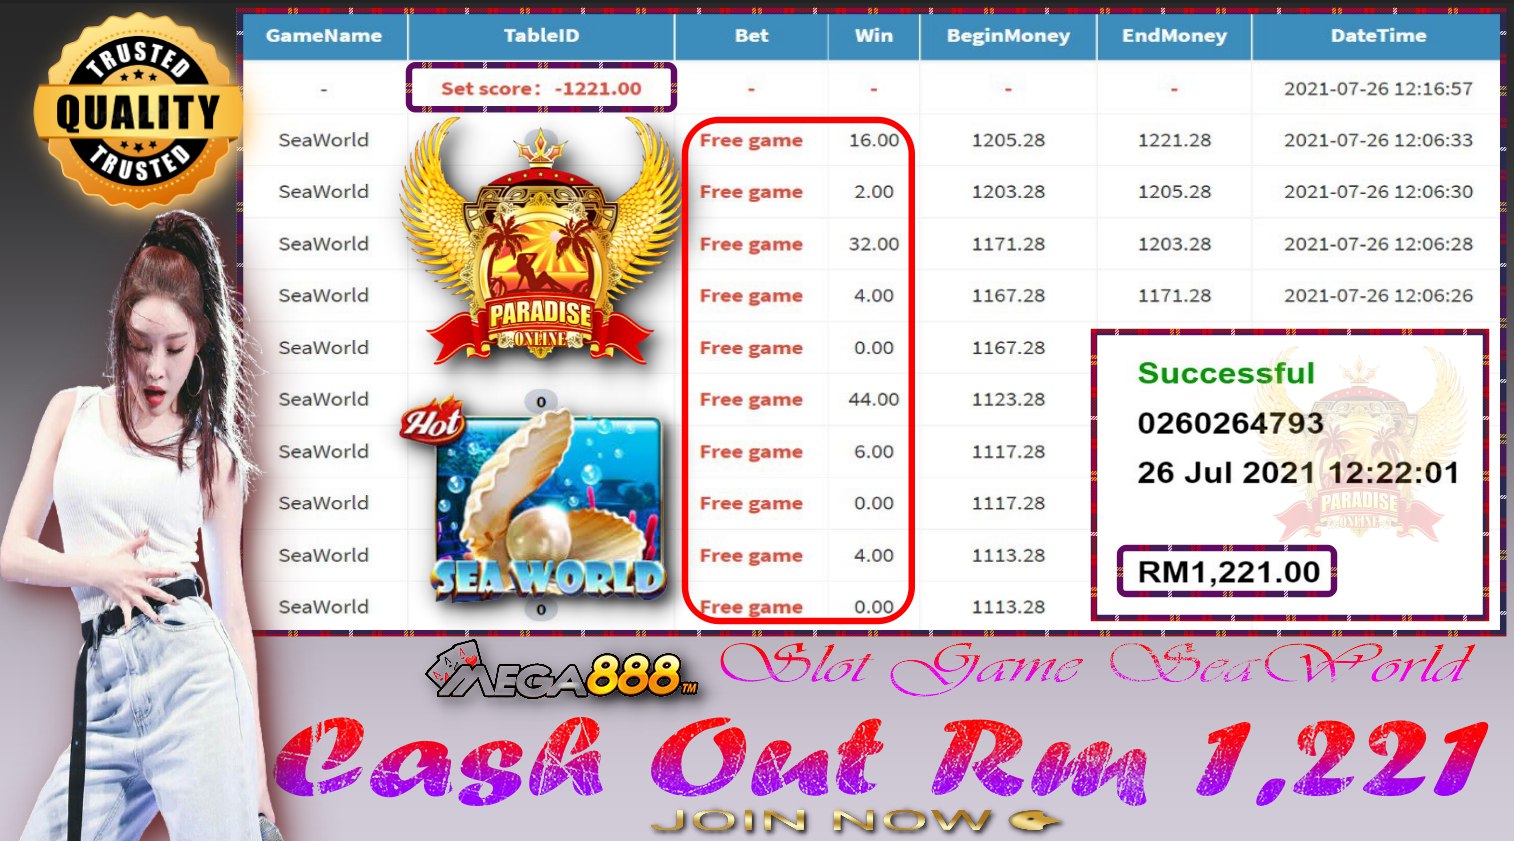 TRUSTED
QUALITY
TRUSTED
GameName TableID Bet Win BeginMoney EndMoney DateTime
- Set score: -1221.00 - - - - 2021-07-26 12:16:57
SeaWorld Free game 16.00 1205.28 1221.28 2021-07-26 12:06:33
SeaWorld Free game 2.00 1203.28 1205.28 2021-07-26 12:06:30
SeaWorld Free game 32.00 1171.28 1203.28 2021-07-26 12:06:28
SeaWorld Free game 4.00 1167.28 1171.28 2021-07-26 12:06:26
SeaWorld Free game 0.00 1167.28
SeaWorld 0 Free game 44.00 1123.28
SeaWorld Free game 6.00 1117.28
SeaWorld Free game 0.00 1117.28
SeaWorld Free game 4.00 1113.28
SeaWorld 0 Free game 0.00 1113.28
PARADISE
ONLINE
Hot
SEA WORLD
Successful
0260264793
26 Jul 2021 12:22:01
PARADISE
ONLINE
RM1,221.00
MEGA888 TM Slot Game SeaWorld
Cash Out Rm 1,221
JOIN NOW